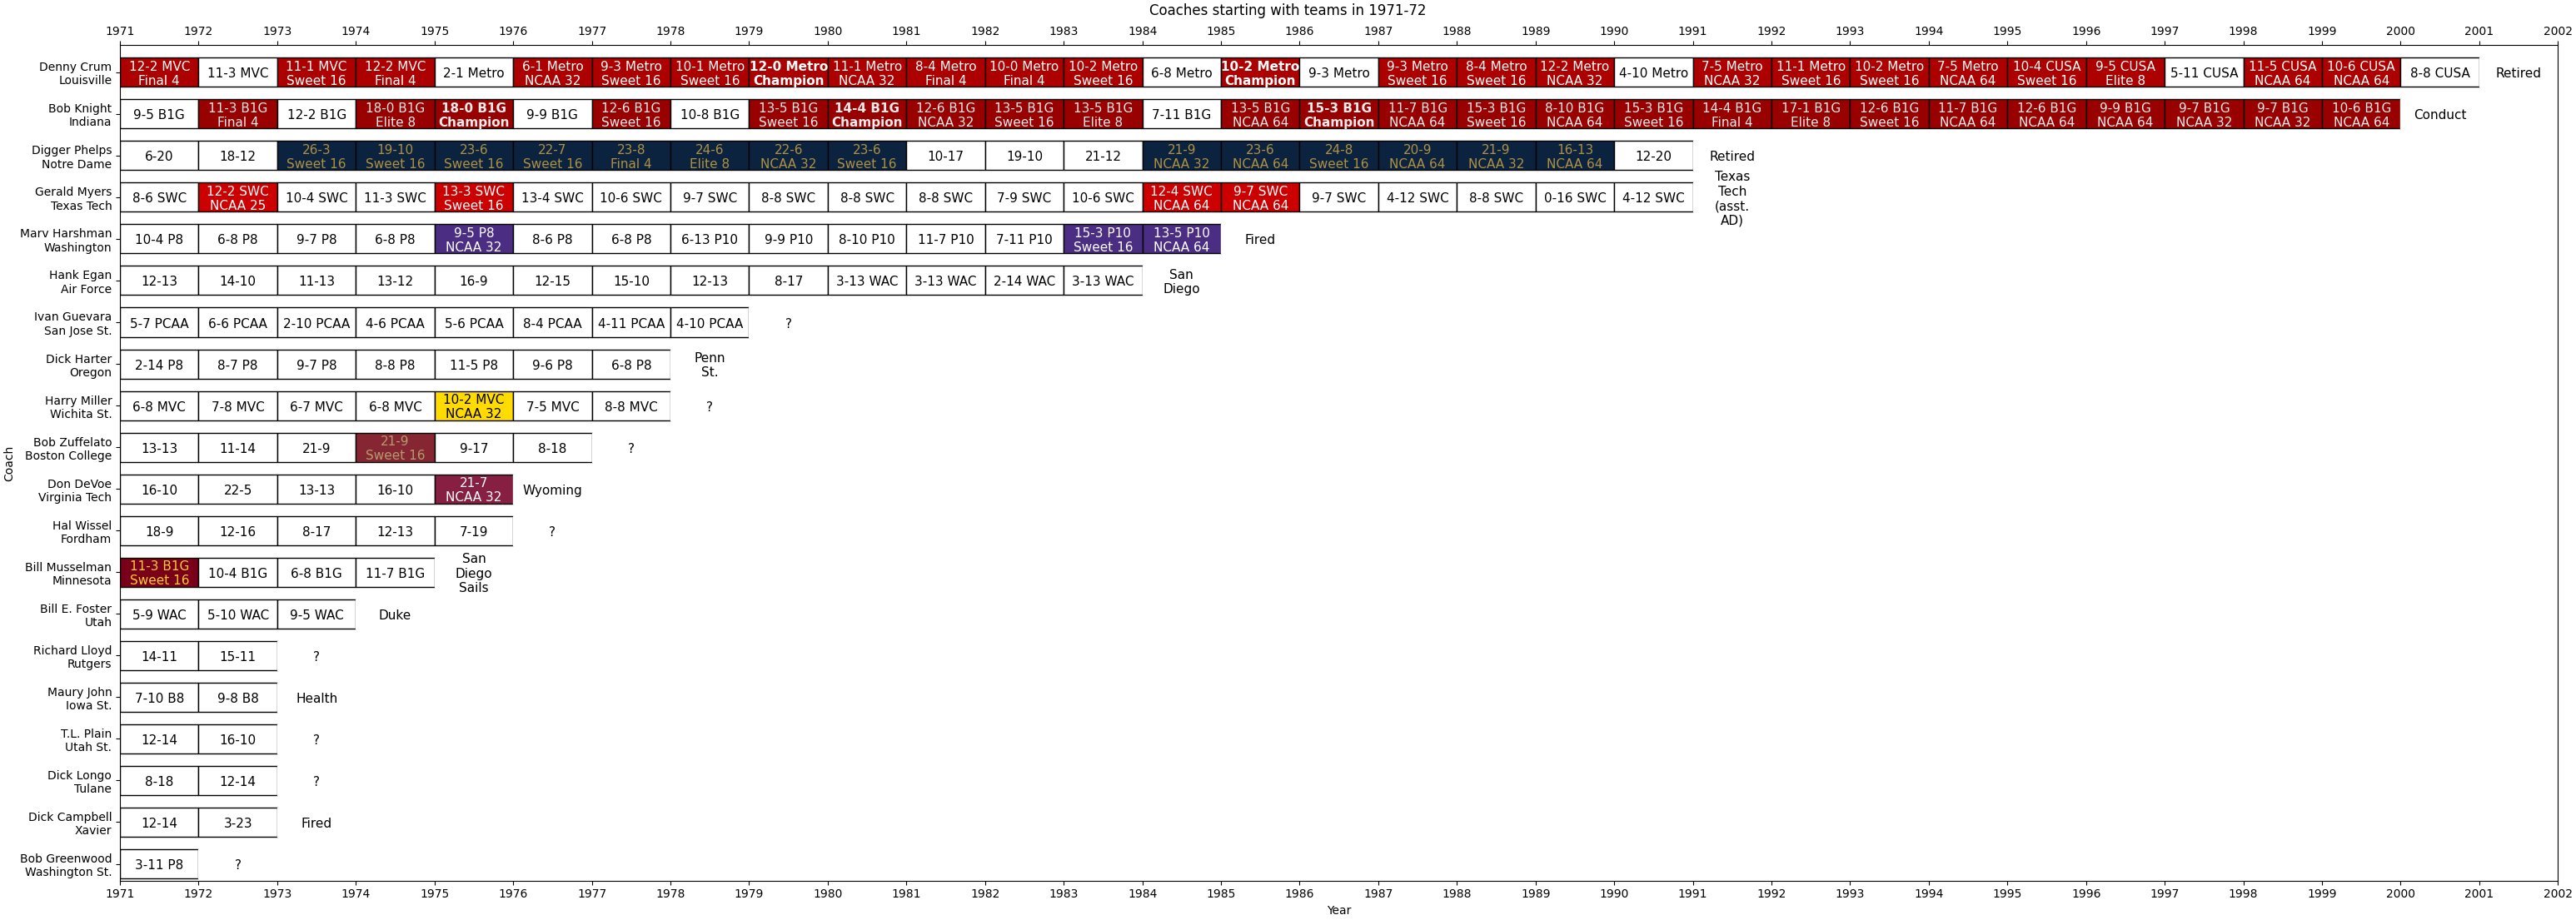 Coaches starting with teams in 1971-72
1971 1972 1973 1974 1975 1976 1977 1978 1979 1980 1981 1982 1983 1984 1985 1986 1987 1988 1989 1990 1991 1992 1993 1994 1995 1996 1997 1998 1999 2000 2001 2002
Denny Crum 12-2 MVC 11-1 MVC 12-2 MVC 6-1 Metro 9-3 Metro 10-1 Metro 12-0 Metro 11-1 Metro 8-4 Metro 10-0 Metro 10-2 Metro 10-2 Metro 9-3 Metro 8-4 Metro 12-2 Metro 7-5 Metro 11-1 Metro 10-2 Metro 7-5 Metro 10-4 CUSA 9-5 CUSA 11-5 CUSA 10-6 CUSA
11-3 MVC 2-1 Metro 6-8 Metro 9-3 Metro 4-10 Metro 5-11 CUSA 8-8 CUSA Retired
Louisville Final 4 Sweet 16 Final 4 NCAA 32 Sweet 16 Sweet 16 Champion NCAA 32 Final 4 Final 4 Sweet 16 Champion Sweet 16 Sweet 16 NCAA 32 NCAA 32 Sweet 16 Sweet 16 NCAA 64 Sweet 16 Elite 8 NCAA 64 NCAA 64
Bob Knight 11-3 B1G 18-0 B1G 18-0 B1G 12-6 B1G 13-5 B1G 14-4 B1G 12-6 B1G 13-5 B1G 13-5 B1G 13-5 B1G 15-3 B1G 11-7 B1G 15-3 B1G 8-10 B1G 15-3 B1G 14-4 B1G 17-1 B1G 12-6 B1G 11-7 B1G 12-6 B1G 9-9 B1G 9-7 B1G 9-7 B1G 10-6 B1G
9-5 B1G 12-2 B1G 9-9 B1G 10-8 B1G 7-11 B1G Conduct
Indiana Final 4 Elite 8 Champion Sweet 16 Sweet 16 Champion NCAA 32 Sweet 16 Elite 8 NCAA 64 Champion NCAA 64 Sweet 16 NCAA 64 Sweet 16 Final 4 Elite 8 Sweet 16 NCAA 64 NCAA 64 NCAA 64 NCAA 32 NCAA 32 NCAA 64
Digger Phelps 26-3 19-10 23-6 22-7 23-8 24-6 22-6 23-6 21-9 23-6 24-8 20-9 21-9 16-13
6-20 18-12 10-17 19-10 21-12 12-20 Retired
Notre Dame Sweet 16 Sweet 16 Sweet 16 Sweet 16 Final 4 Elite 8 NCAA 32 Sweet 16 NCAA 32 NCAA 64 Sweet 16 NCAA 64 NCAA 32 NCAA 64
Texas
Gerald Myers 12-2 SWC 13-3 SWC 12-4 SWC 9-7 SWC Tech
8-6 SWC 10-4 SWC 11-3 SWC 13-4 SWC 10-6 SWC 9-7 SWC 8-8 SWC 8-8 SWC 8-8 SWC 7-9 SWC 10-6 SWC 9-7 SWC 4-12 SWC 8-8 SWC 0-16 SWC 4-12 SWC
Texas Tech NCAA 25 Sweet 16 NCAA 64 NCAA 64 (asst.
AD)
Marv Harshman 9-5 P8 15-3 P10 13-5 P10
10-4 P8 6-8 P8 9-7 P8 6-8 P8 8-6 P8 6-8 P8 6-13 P10 9-9 P10 8-10 P10 11-7 P10 7-11 P10 Fired
Washington NCAA 32 Sweet 16 NCAA 64
Hank Egan San
12-13 14-10 11-13 13-12 16-9 12-15 15-10 12-13 8-17 3-13 WAC 3-13 WAC 2-14 WAC 3-13 WAC
Air Force Diego
Ivan Guevara
5-7 PCAA 6-6 PCAA 2-10 PCAA 4-6 PCAA 5-6 PCAA 8-4 PCAA 4-11 PCAA 4-10 PCAA ?
San Jose St.
Dick Harter Penn
2-14 P8 8-7 P8 9-7 P8 8-8 P8 11-5 P8 9-6 P8 6-8 P8
Oregon St.
Harry Miller 10-2 MVC
6-8 MVC 7-8 MVC 6-7 MVC 6-8 MVC 7-5 MVC 8-8 MVC ?
Wichita St. NCAA 32
Bob Zuffelato 21-9
13-13 11-14 21-9 9-17 8-18 ?
Boston College Sweet 16
Don DeVoe 21-7
16-10 22-5 13-13 16-10 Wyoming
Virginia Tech NCAA 32
Hal Wissel
18-9 12-16 8-17 12-13 7-19 ?
Fordham
San
Bill Musselman 11-3 B1G
10-4 B1G 6-8 B1G 11-7 B1G Diego
Minnesota Sweet 16
Sails
Bill E. Foster
5-9 WAC 5-10 WAC 9-5 WAC Duke
Utah
Richard Lloyd
14-11 15-11 ?
Rutgers
Maury John
7-10 B8 9-8 B8 Health
Iowa St.
T.L. Plain
12-14 16-10 ?
Utah St.
Dick Longo
8-18 12-14 ?
Tulane
Dick Campbell
12-14 3-23 Fired
Xavier
Bob Greenwood
3-11 P8 ?
Washington St.
Coach
1971 1972 1973 1974 1975 1976 1977 1978 1979 1980 1981 1982 1983 1984 1985 1986 1987 1988 1989 1990 1991 1992 1993 1994 1995 1996 1997 1998 1999 2000 2001 2002
Year